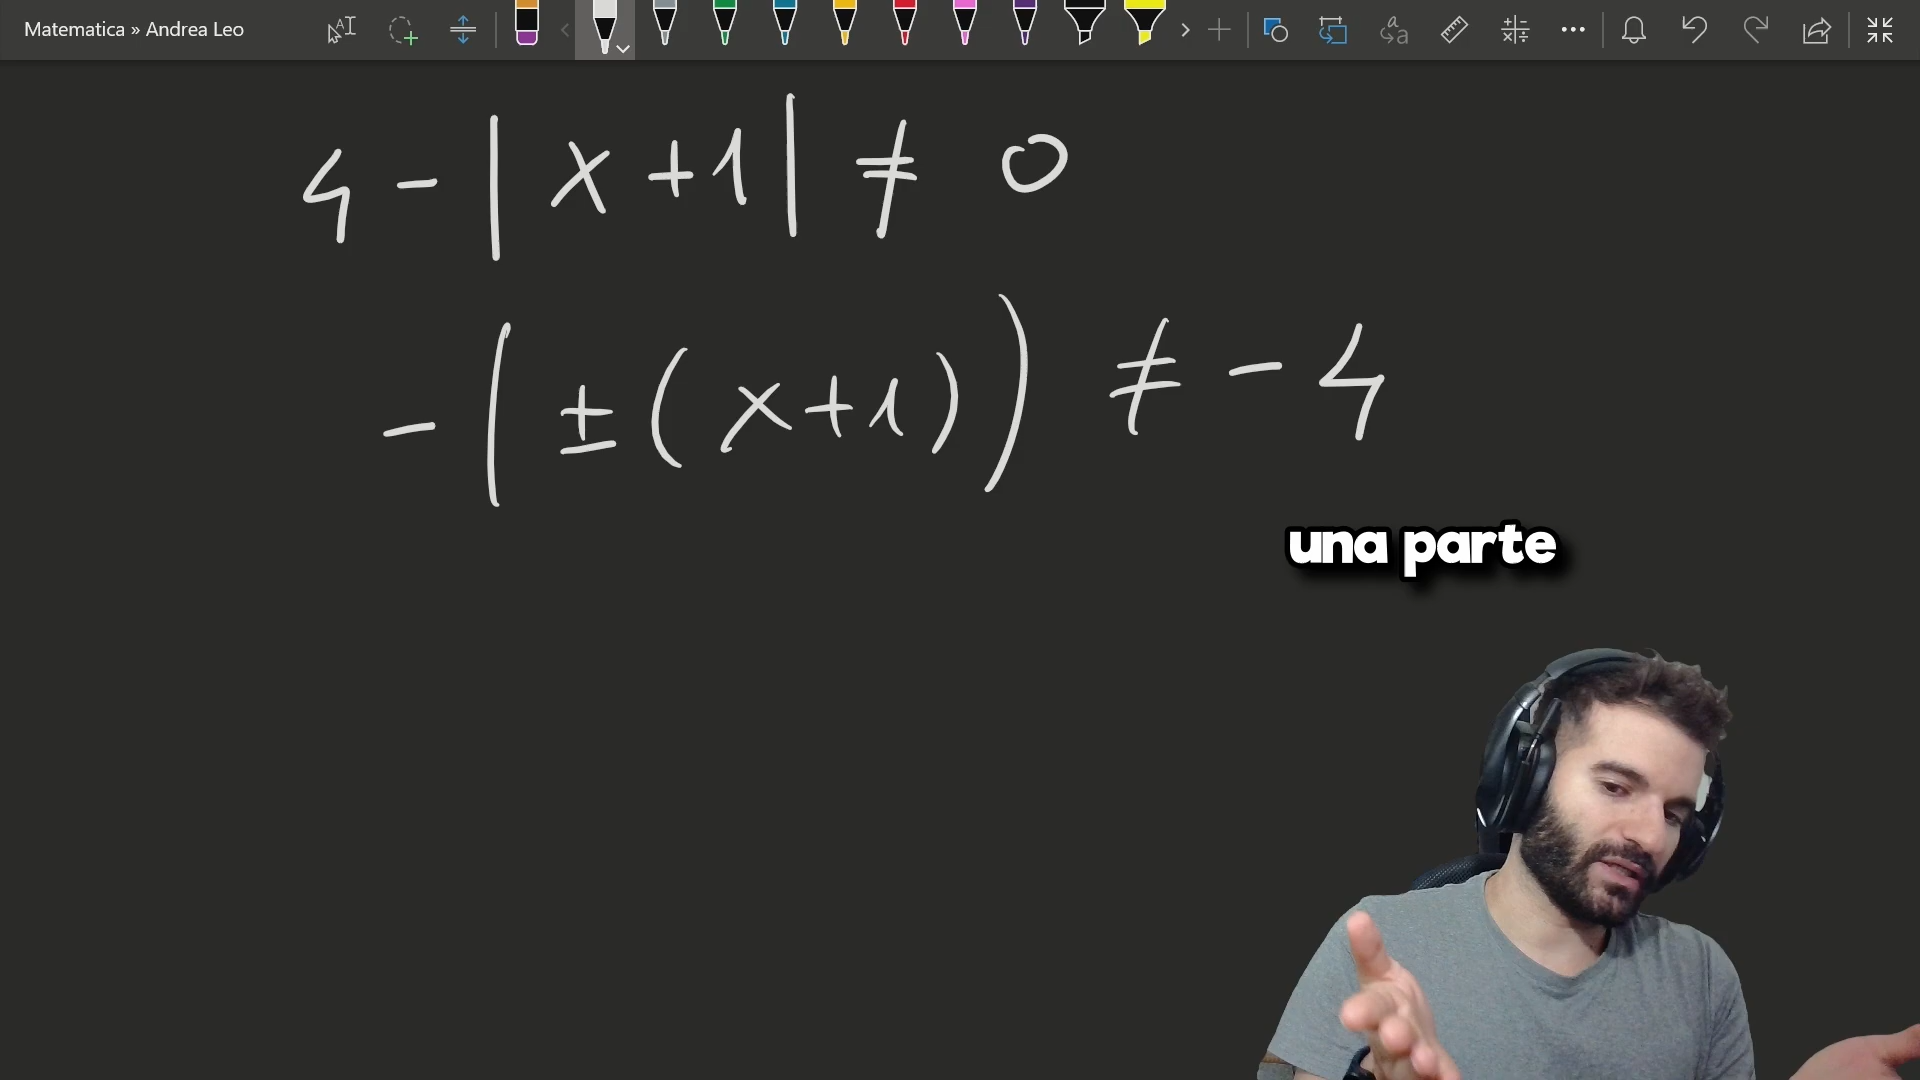 Matematica » Andrea Leo
4 - | x + 1 | ≠ 0
- ( ± ( x + 1 ) ) ≠ - 4
una parte